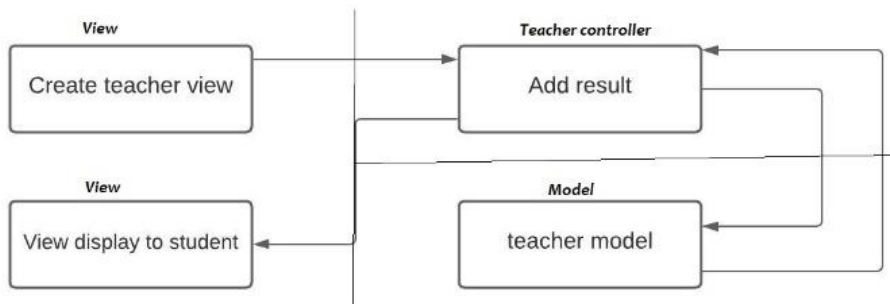 View
Create teacher view
Teacher controller
Add result
View
View display to student
Model
teacher model